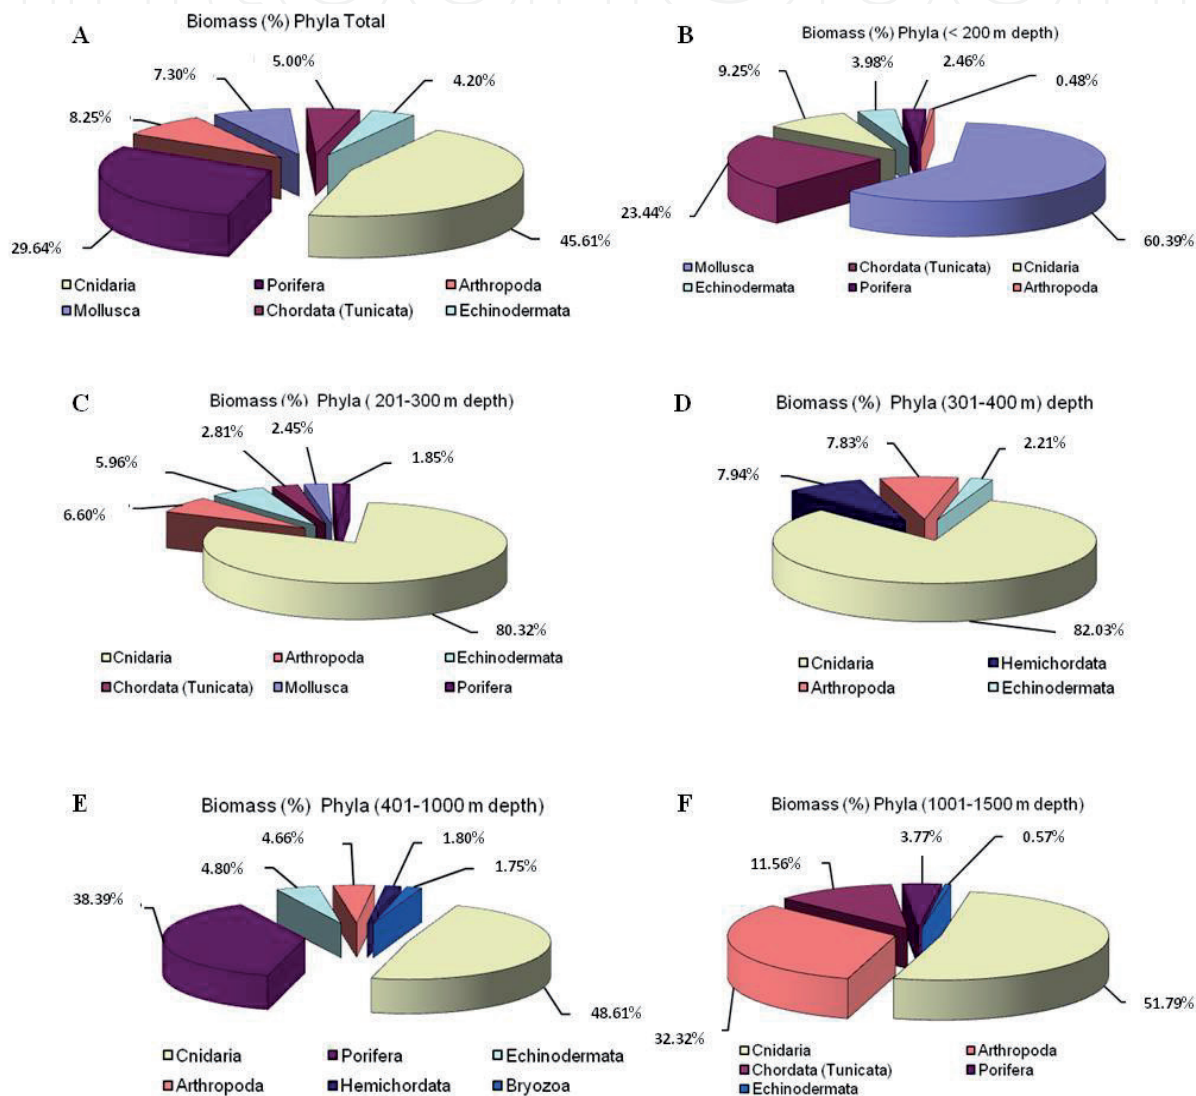 A
Biomass (%) Phyla Total
5.00%
7.30%
4.20%
8.25%
29.64%
45.61%
Cnidaria Porifera Arthropoda
Mollusca Chordata (Tunicata) Echinodermata
B
Biomass (%) Phyla (< 200 m depth)
9.25% 3.98% 2.46%
0.48%
23.44%
60.39%
Mollusca Chordata (Tunicata) Cnidaria
Echinodermata Porifera Arthropoda
C
Biomass (%) Phyla ( 201-300 m depth)
2.81% 2.45%
5.96% 1.85%
6.60%
80.32%
Cnidaria Arthropoda Echinodermata
Chordata (Tunicata) Mollusca Porifera
D
Biomass (%) Phyla (301-400 m) depth
7.83% 2.21%
7.94%
82.03%
Cnidaria Hemichordata
Arthropoda Echinodermata
E
Biomass (%) Phyla (401-1000 m depth)
4.66% 1.80%
4.80% 1.75%
38.39%
48.61%
Cnidaria Porifera Echinodermata
Arthropoda Hemichordata Bryozoa
F
Biomass (%) Phyla (1001-1500 m depth)
3.77% 0.57%
11.56%
51.79%
32.32%
Cnidaria Arthropoda
Chordata (Tunicata) Porifera
Echinodermata